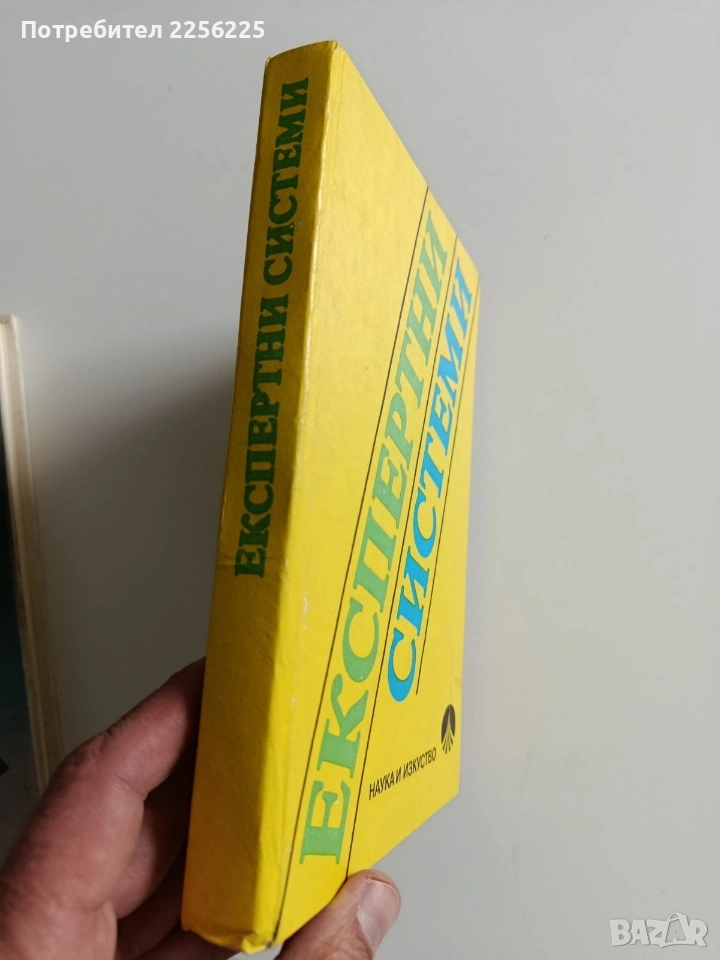 Потребител 2256225
ЕКСПЕРТНИ СИСТЕМИ
ЕКСПЕРТНИ
СИСТЕМИ
НАУКА И ИЗКУСТВО
BAZAR